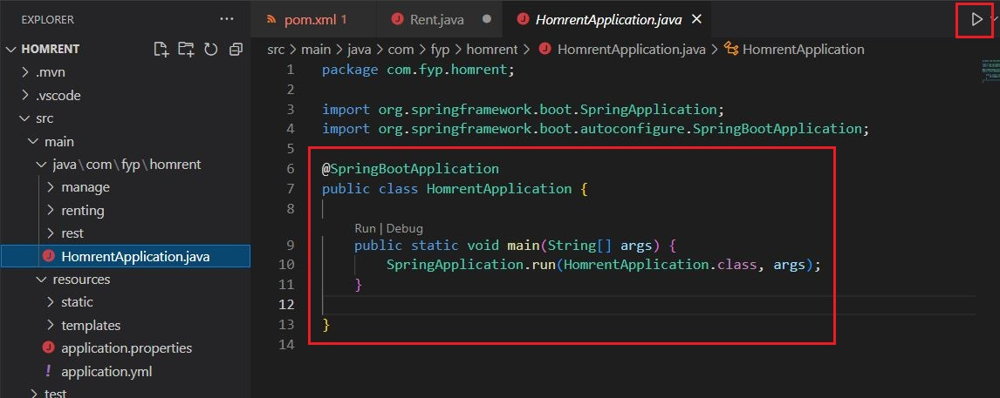 EXPLORER
HOMRENT
.mvn
.vscode
src
main
java\com\fyp\homrent
manage
renting
rest
HomrentApplication.java
resources
static
templates
application.properties
! application.yml
test
pom.xml 1
Rent.java
HomrentApplication.java
src > main > java > com > fyp > homrent > HomrentApplication.java > HomrentApplication
1 package com.fyp.homrent;
2
3 import org.springframework.boot.SpringApplication;
4 import org.springframework.boot.autoconfigure.SpringBootApplication;
5
6 @SpringBootApplication
7 public class HomrentApplication {
8
Run | Debug
9 public static void main(String[] args) {
10 SpringApplication.run(HomrentApplication.class, args);
11 }
12
13 }
14